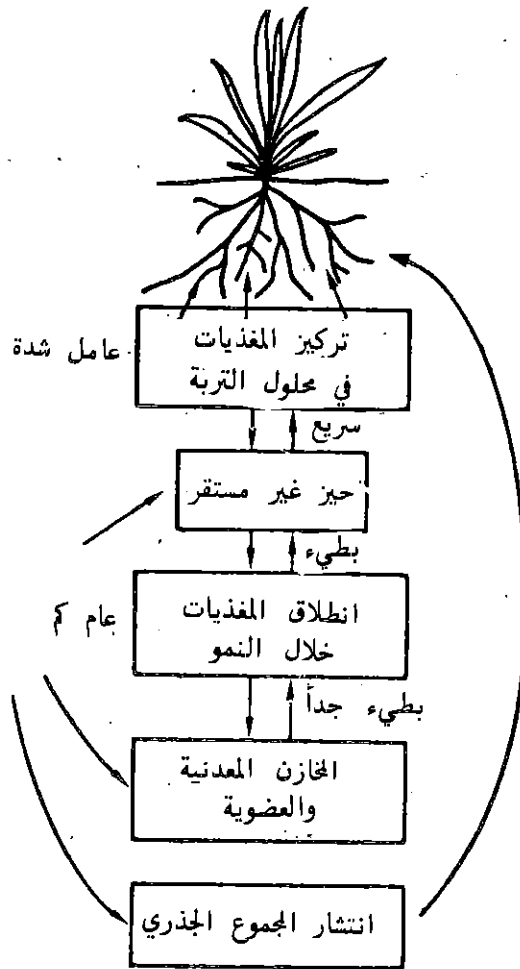 تركيز المغذيات
في محلول التربة
عامل شدة
سريع
حيز غير مستقر
بطيء
انطلاق المغذيات
خلال النمو
عام كم
بطيء جداً
المخازن المعدنية
والعضوية
انتشار المجموع الجذري